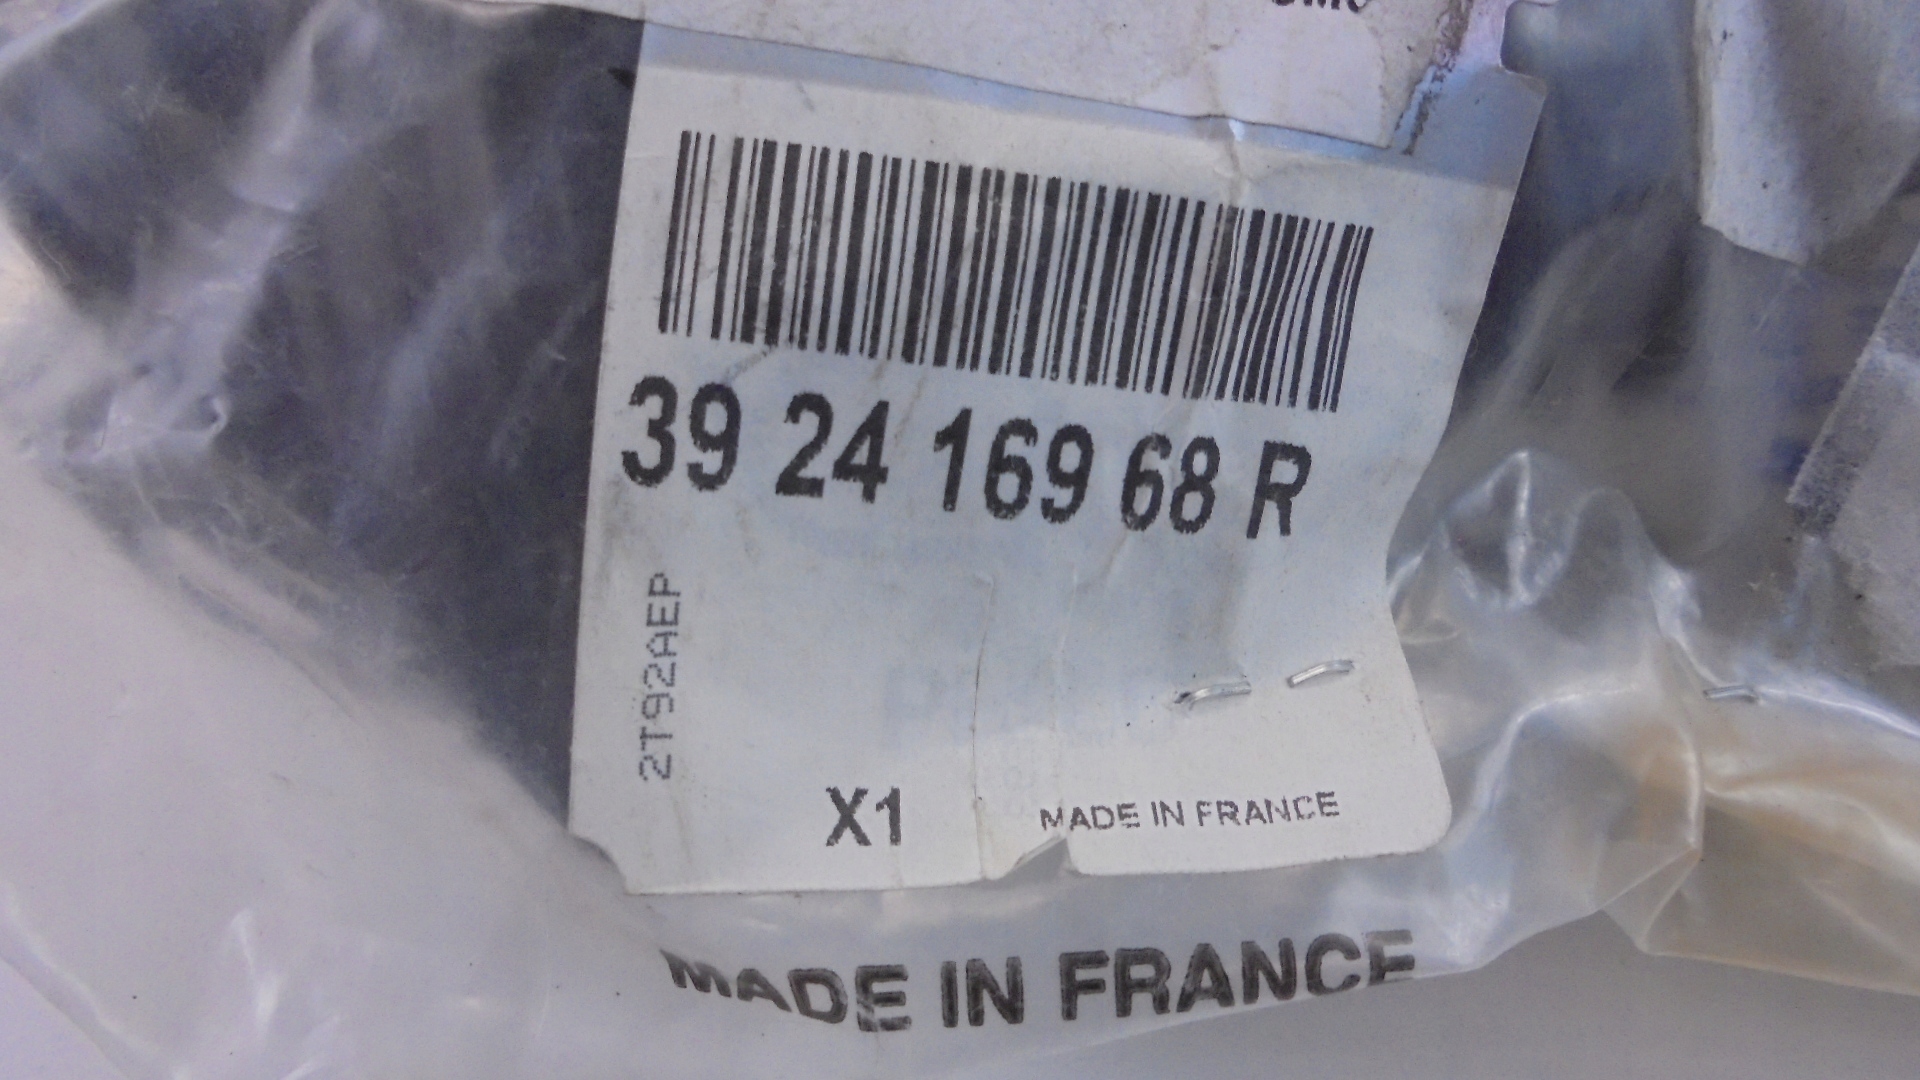 39 24 169 68 R
2T92AEP
X1
MADE IN FRANCE
MADE IN FRANCE